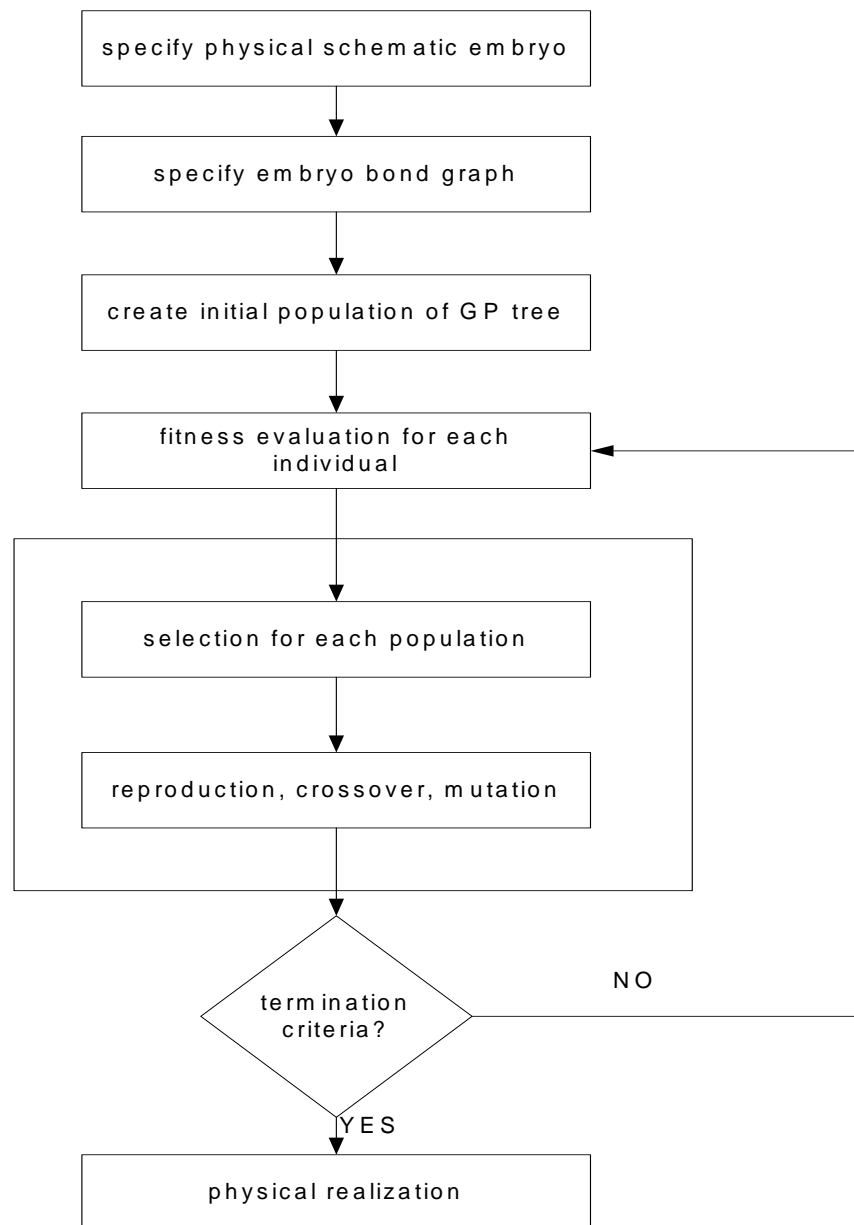 specify physical schematic embryo
specify embryo bond graph
create initial population of GP tree
fitness evaluation for each
individual
selection for each population
reproduction, crossover, mutation
NO
termination
criteria?
YES
physical realization